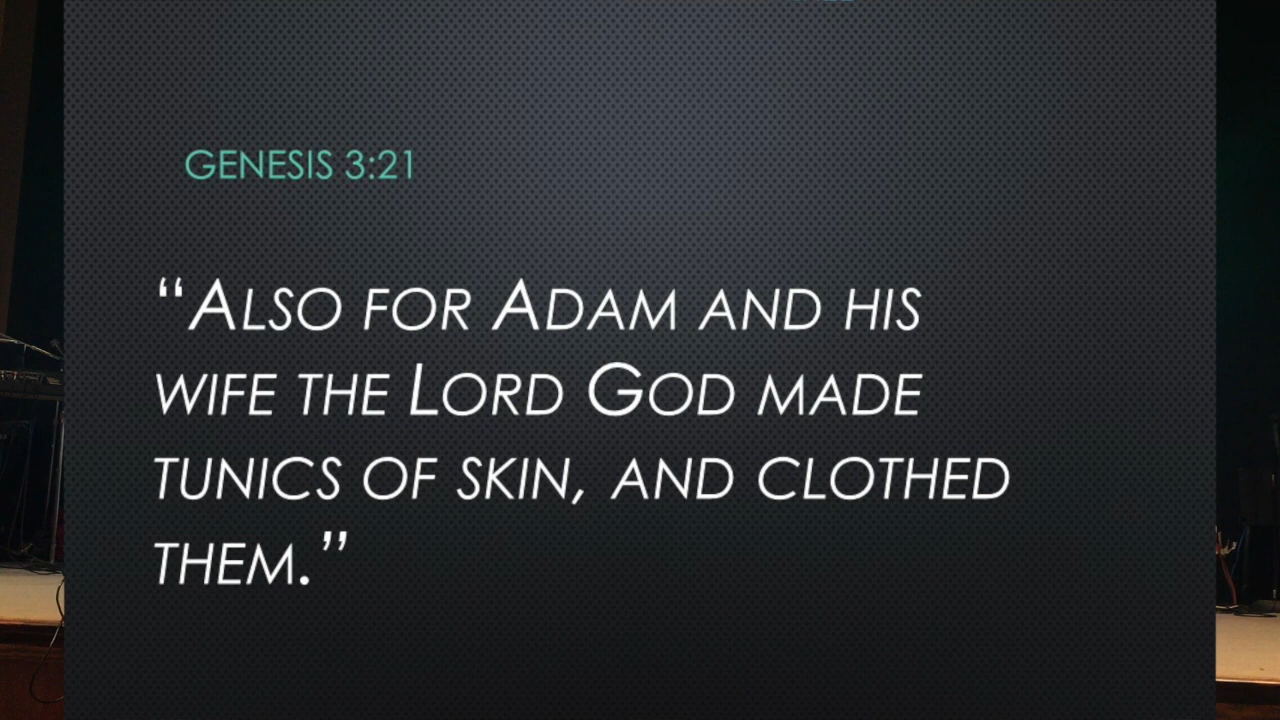 GENESIS 3:21
“ALSO FOR ADAM AND HIS
WIFE THE LORD GOD MADE
TUNICS OF SKIN, AND CLOTHED
THEM.”